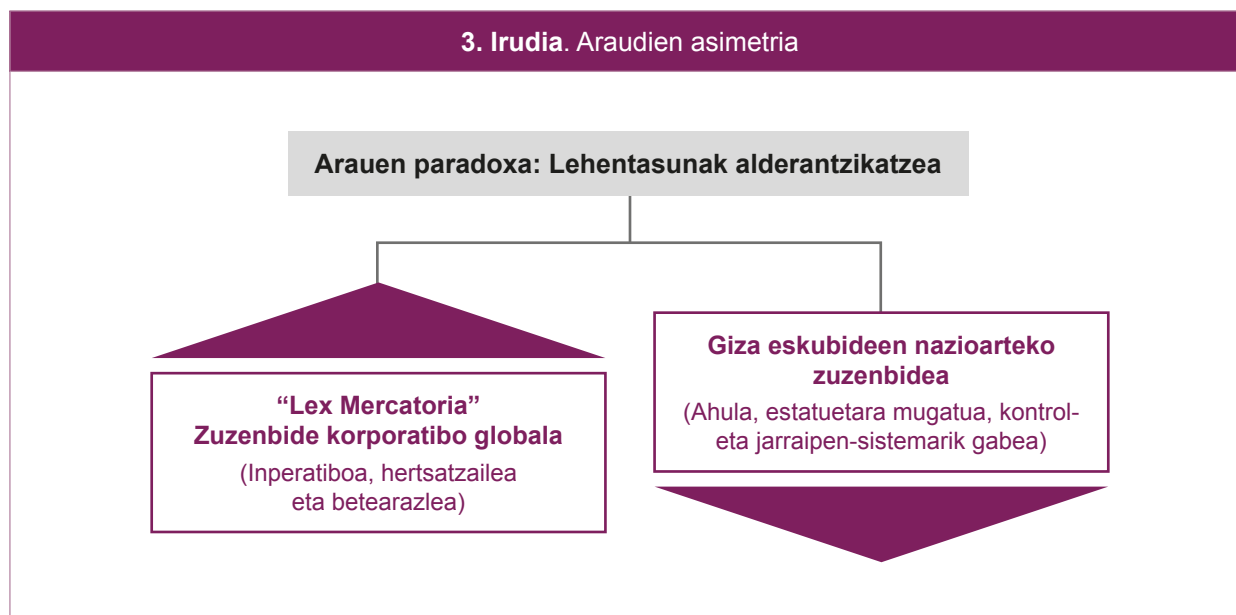 3. Irudia. Araudien asimetria
Arauen paradoxa: Lehentasunak alderantzikatzea
“Lex Mercatoria”
Zuzenbide korporatibo globala
(Inperatiboa, hertsatzailea
eta betearazlea)
Giza eskubideen nazioarteko
zuzenbidea
(Ahula, estatuetara mugatua, kontrol-
eta jarraipen-sistemarik gabea)